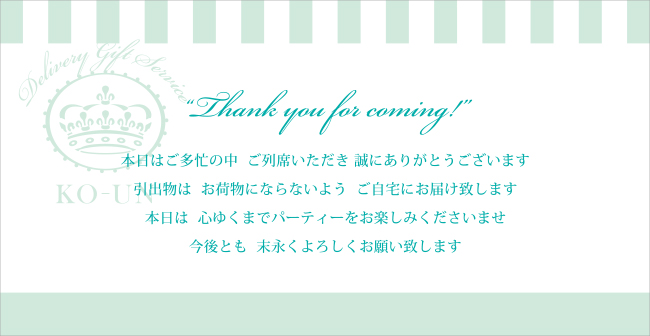 Delivery Gift Service
“Thank you for coming!”
本日はご多忙の中 ご列席いただき 誠にありがとうございます
KO-UN
引出物は お荷物にならないよう ご自宅にお届け致します
本日は 心ゆくまでパーティーをお楽しみくださいませ
今後とも 末永くよろしくお願い致します